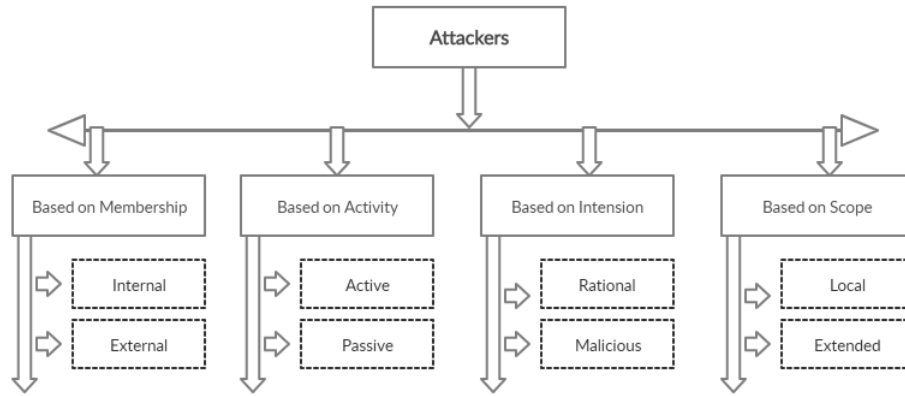 Attackers
Based on Membership
Based on Activity
Based on Intension
Based on Scope
Internal
Active
Rational
Local
External
Passive
Malicious
Extended